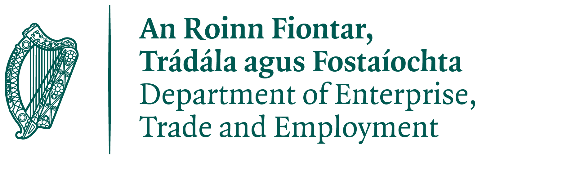 An Roinn Fiontar,
Trádála agus Fostaíochta
Department of Enterprise,
Trade and Employment